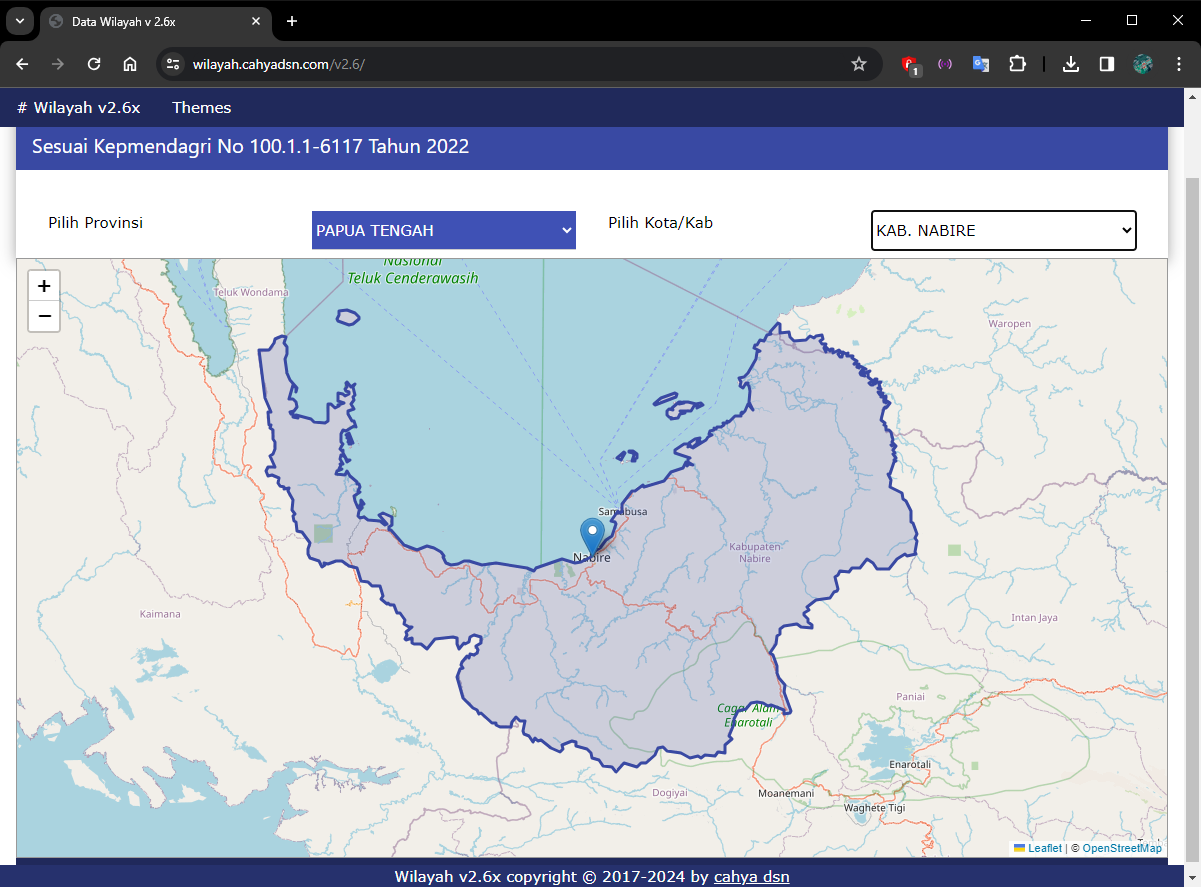 Data Wilayah v 2.6x
wilayah.cahyadsn.com/v2.6/
1
# Wilayah v2.6x Themes
Sesuai Kepmendagri No 100.1.1-6117 Tahun 2022
Pilih Provinsi PAPUA TENGAH Pilih Kota/Kab KAB. NABIRE
+
−
Nasional
Teluk Cenderawasih
Teluk Wondama
Waropen
Samabusa
Nabire
Kabupaten
Nabire
Kaimana
Intan Jaya
Paniai
Cagar Alam
Enarotali
Enarotali
Dogiyai
Moanemani
Waghete Tigi
Leaflet | © OpenStreetMap
Wilayah v2.6x copyright © 2017-2024 by cahya dsn